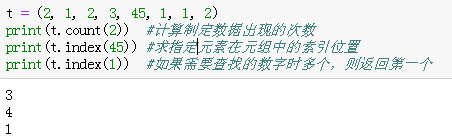 t = (2, 1, 2, 3, 45, 1, 1, 2)
print(t.count(2))  #计算制定数据出现的次数
print(t.index(45)) #求指定元素在元组中的索引位置
print(t.index(1))  #如果需要查找的数字时多个，则返回第一个
3
4
1